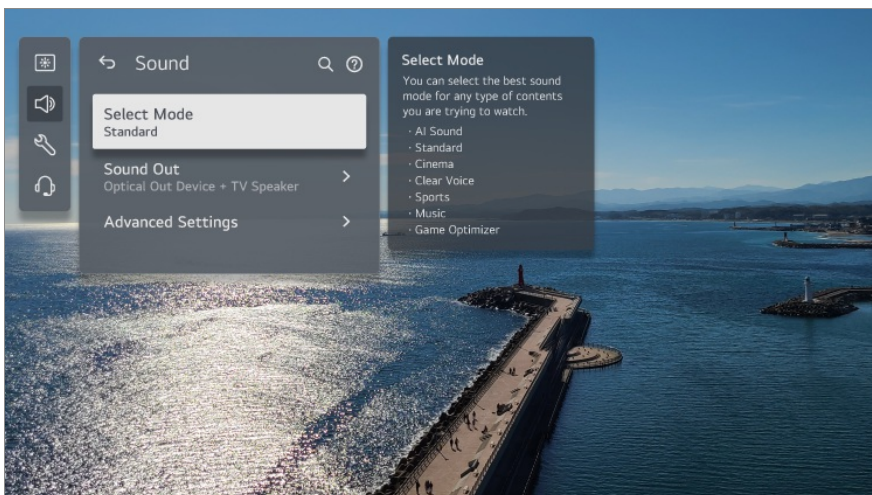 Sound
Select Mode
Standard
Sound Out
Optical Out Device + TV Speaker
Advanced Settings
Select Mode
You can select the best sound
mode for any type of contents
you are trying to watch.
· AI Sound
· Standard
· Cinema
· Clear Voice
· Sports
· Music
· Game Optimizer